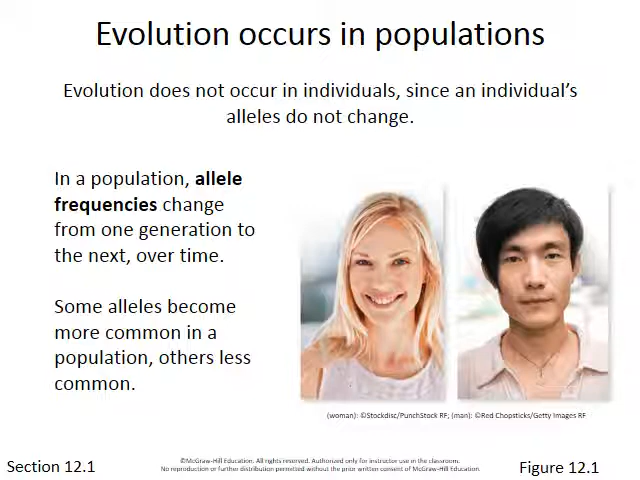 Evolution occurs in populations
Evolution does not occur in individuals, since an individual’s
alleles do not change.
In a population, allele
frequencies change
from one generation to
the next, over time.
Some alleles become
more common in a
population, others less
common.
(woman): ©Stockdisc/PunchStock RF; (man): ©Red Chopsticks/Getty Images RF
Section 12.1
©McGraw-Hill Education. All rights reserved. Authorized only for instructor use in the classroom.
No reproduction or further distribution permitted without the prior written consent of McGraw-Hill Education.
Figure 12.1